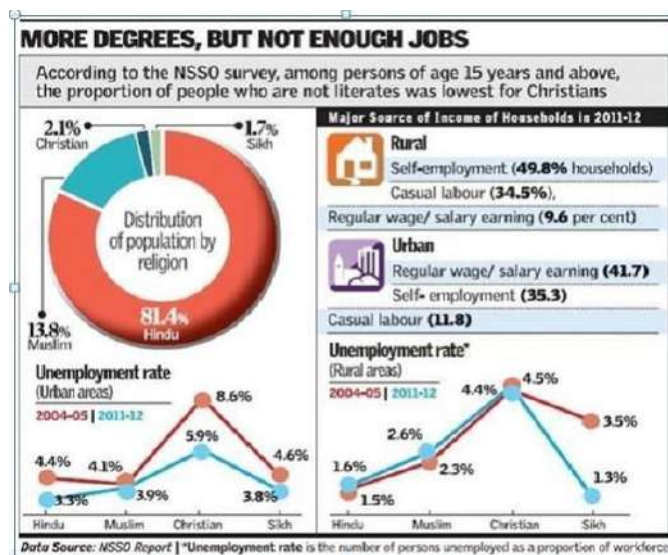 MORE DEGREES, BUT NOT ENOUGH JOBS
According to the NSSO survey, among persons of age 15 years and above,
the proportion of people who are not literates was lowest for Christians
2.1%
Christian
1.7%
Sikh
Distribution
of population by
religion
81.4%
Hindu
13.8%
Muslim
Major Source of Income of Households in 2011-12
Rural
Self-employment (49.8% households)
Casual labour (34.5%),
Regular wage/ salary earning (9.6 per cent)
Urban
Regular wage/ salary earning (41.7)
Self- employment (35.3)
Casual labour (11.8)
Unemployment rate
(Urban areas)
2004-05 | 2011-12
8.6%
5.9%
4.4%
4.1%
4.6%
3.3%
3.9%
3.8%
Hindu Muslim Christian Sikh
Unemployment rate*
(Rural areas)
2004-05 | 2011-12
4.4%
4.5%
3.5%
2.6%
1.6%
2.3%
1.3%
1.5%
Hindu Muslim Christian Sikh
Data Source: NSSO Report | *Unemployment rate is the number of persons unemployed as a proportion of workforc